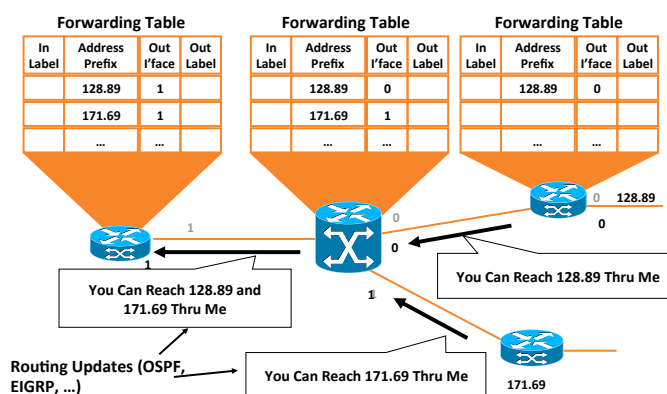 Forwarding Table
In Label Address Prefix Out I'face Out Label
128.89 1
171.69 1
... ...
Forwarding Table
In Label Address Prefix Out I'face Out Label
128.89 0
171.69 1
... ...
Forwarding Table
In Label Address Prefix Out I'face Out Label
128.89 0
... ...
0 128.89
0
1
0
0
1
1
You Can Reach 128.89 and
171.69 Thru Me
You Can Reach 128.89 Thru Me
Routing Updates (OSPF,
EIGRP, ...)
You Can Reach 171.69 Thru Me
171.69